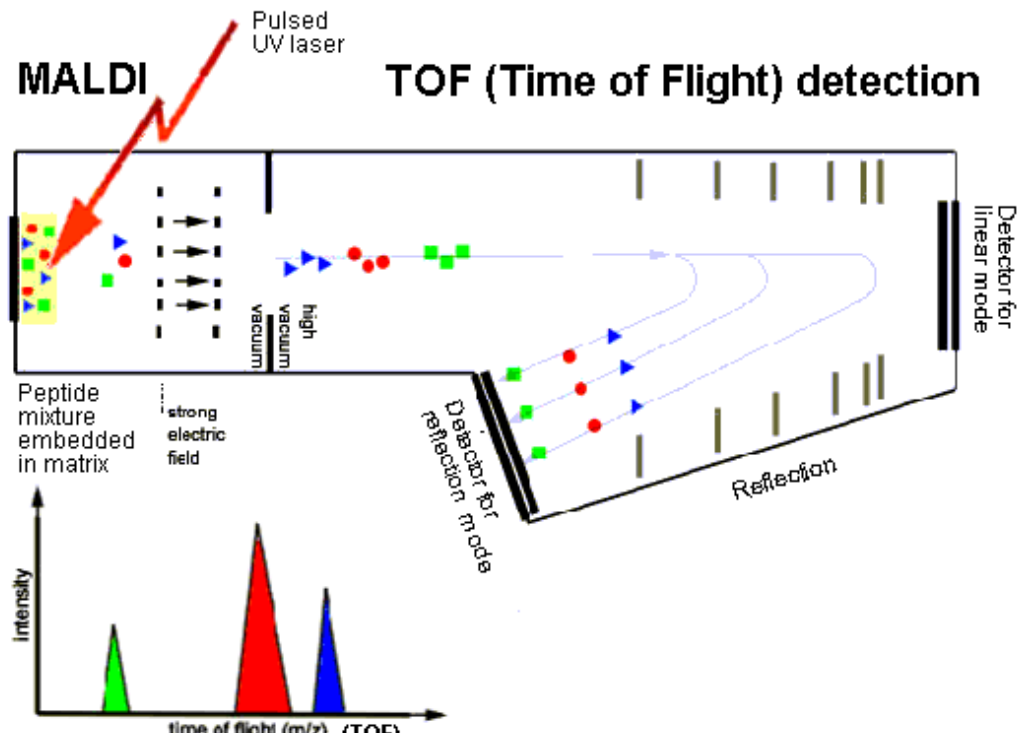 Pulsed
UV laser
MALDI
TOF (Time of Flight) detection
Detector for
linear mode
high
vacuum
vacuum
Peptide
mixture
embedded
in matrix
strong
electric
field
Detector for
reflection mode
Reflection
intensity
time of flight (m/z) (TOF)